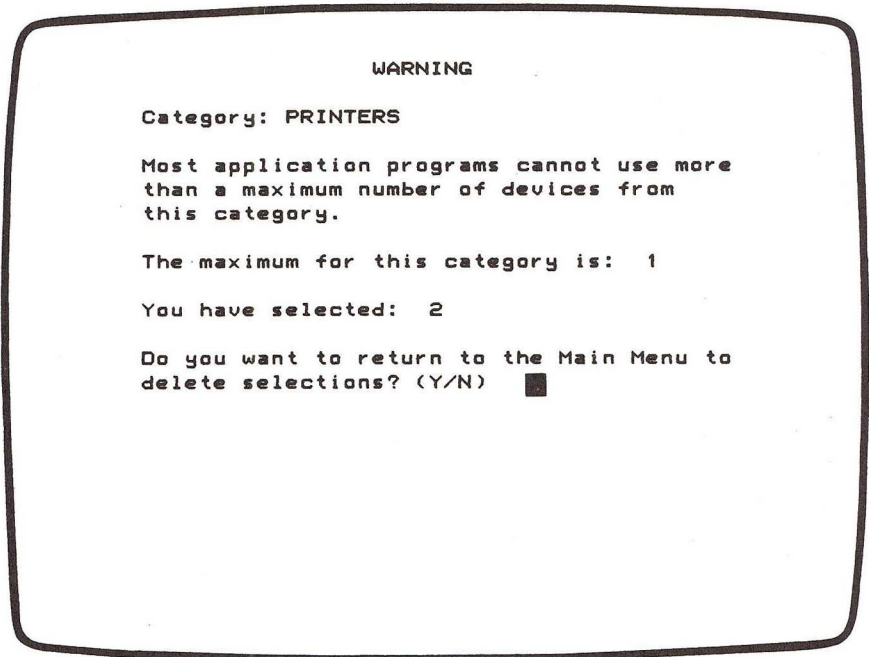 WARNING
Category: PRINTERS
Most application programs cannot use more
than a maximum number of devices from
this category.
The maximum for this category is: 1
You have selected: 2
Do you want to return to the Main Menu to
delete selections? (Y/N)